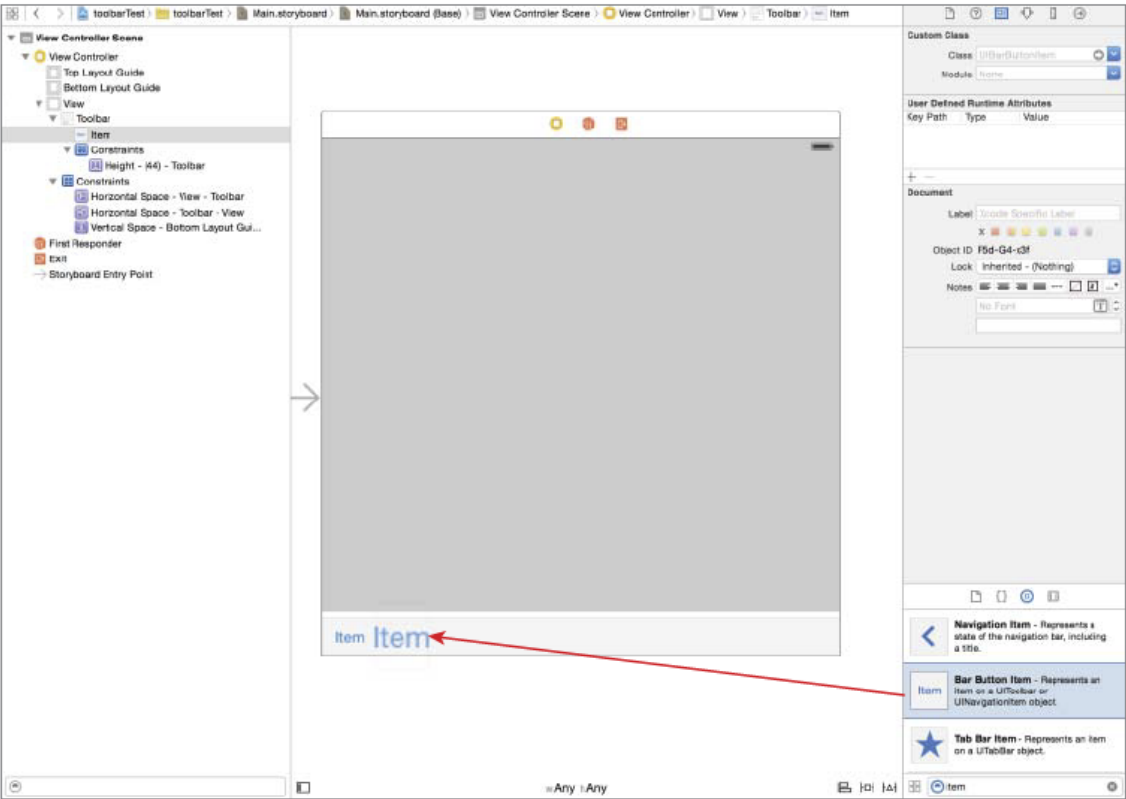 toolbarTest toolbarTest Main.storyboard Main.storyboard (Base) View Controller Scene View Controller View Toolbar Item
View Controller Scene
View Controller
Top Layout Guide
Bottom Layout Guide
View
Toolbar
Item
Constraints
Height - (44) - Toolbar
Constraints
Horizontal Space - View - Toolbar
Horizontal Space - Toolbar - View
Vertical Space - Bottom Layout Gui...
First Responder
Exit
Storyboard Entry Point
Item Item
Any Any
Custom Class
Class UIBarButtonItem
Module None
User Defined Runtime Attributes
Key Path Type Value
Document
Label Xcode Specific Label
X
Object ID F5d-G4-c3f
Lock Inherited - (Nothing)
Notes
No Font
Navigation Item - Represents a
state of the navigation bar, including
a title.
Item
Bar Button Item - Represents an
item on a UIToolbar or
UINavigationItem object.
Tab Bar Item - Represents an item
on a UITabBar object.
item